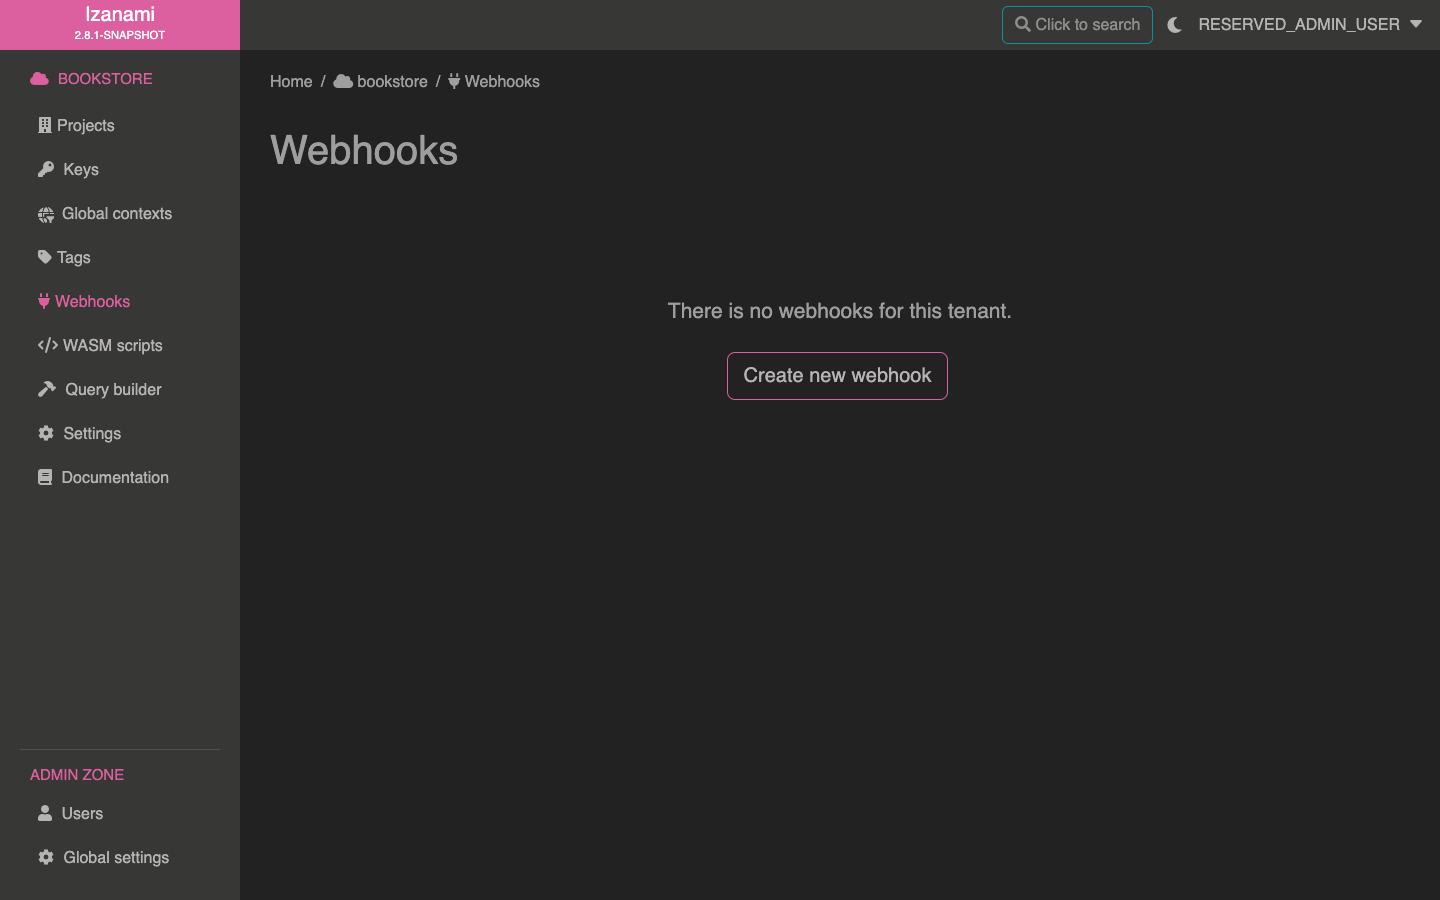 Izanami
2.8.1-SNAPSHOT
Click to search
RESERVED_ADMIN_USER
BOOKSTORE
Projects
Keys
Global contexts
Tags
Webhooks
WASM scripts
Query builder
Settings
Documentation
ADMIN ZONE
Users
Global settings
Home / bookstore / Webhooks
Webhooks
There is no webhooks for this tenant.
Create new webhook